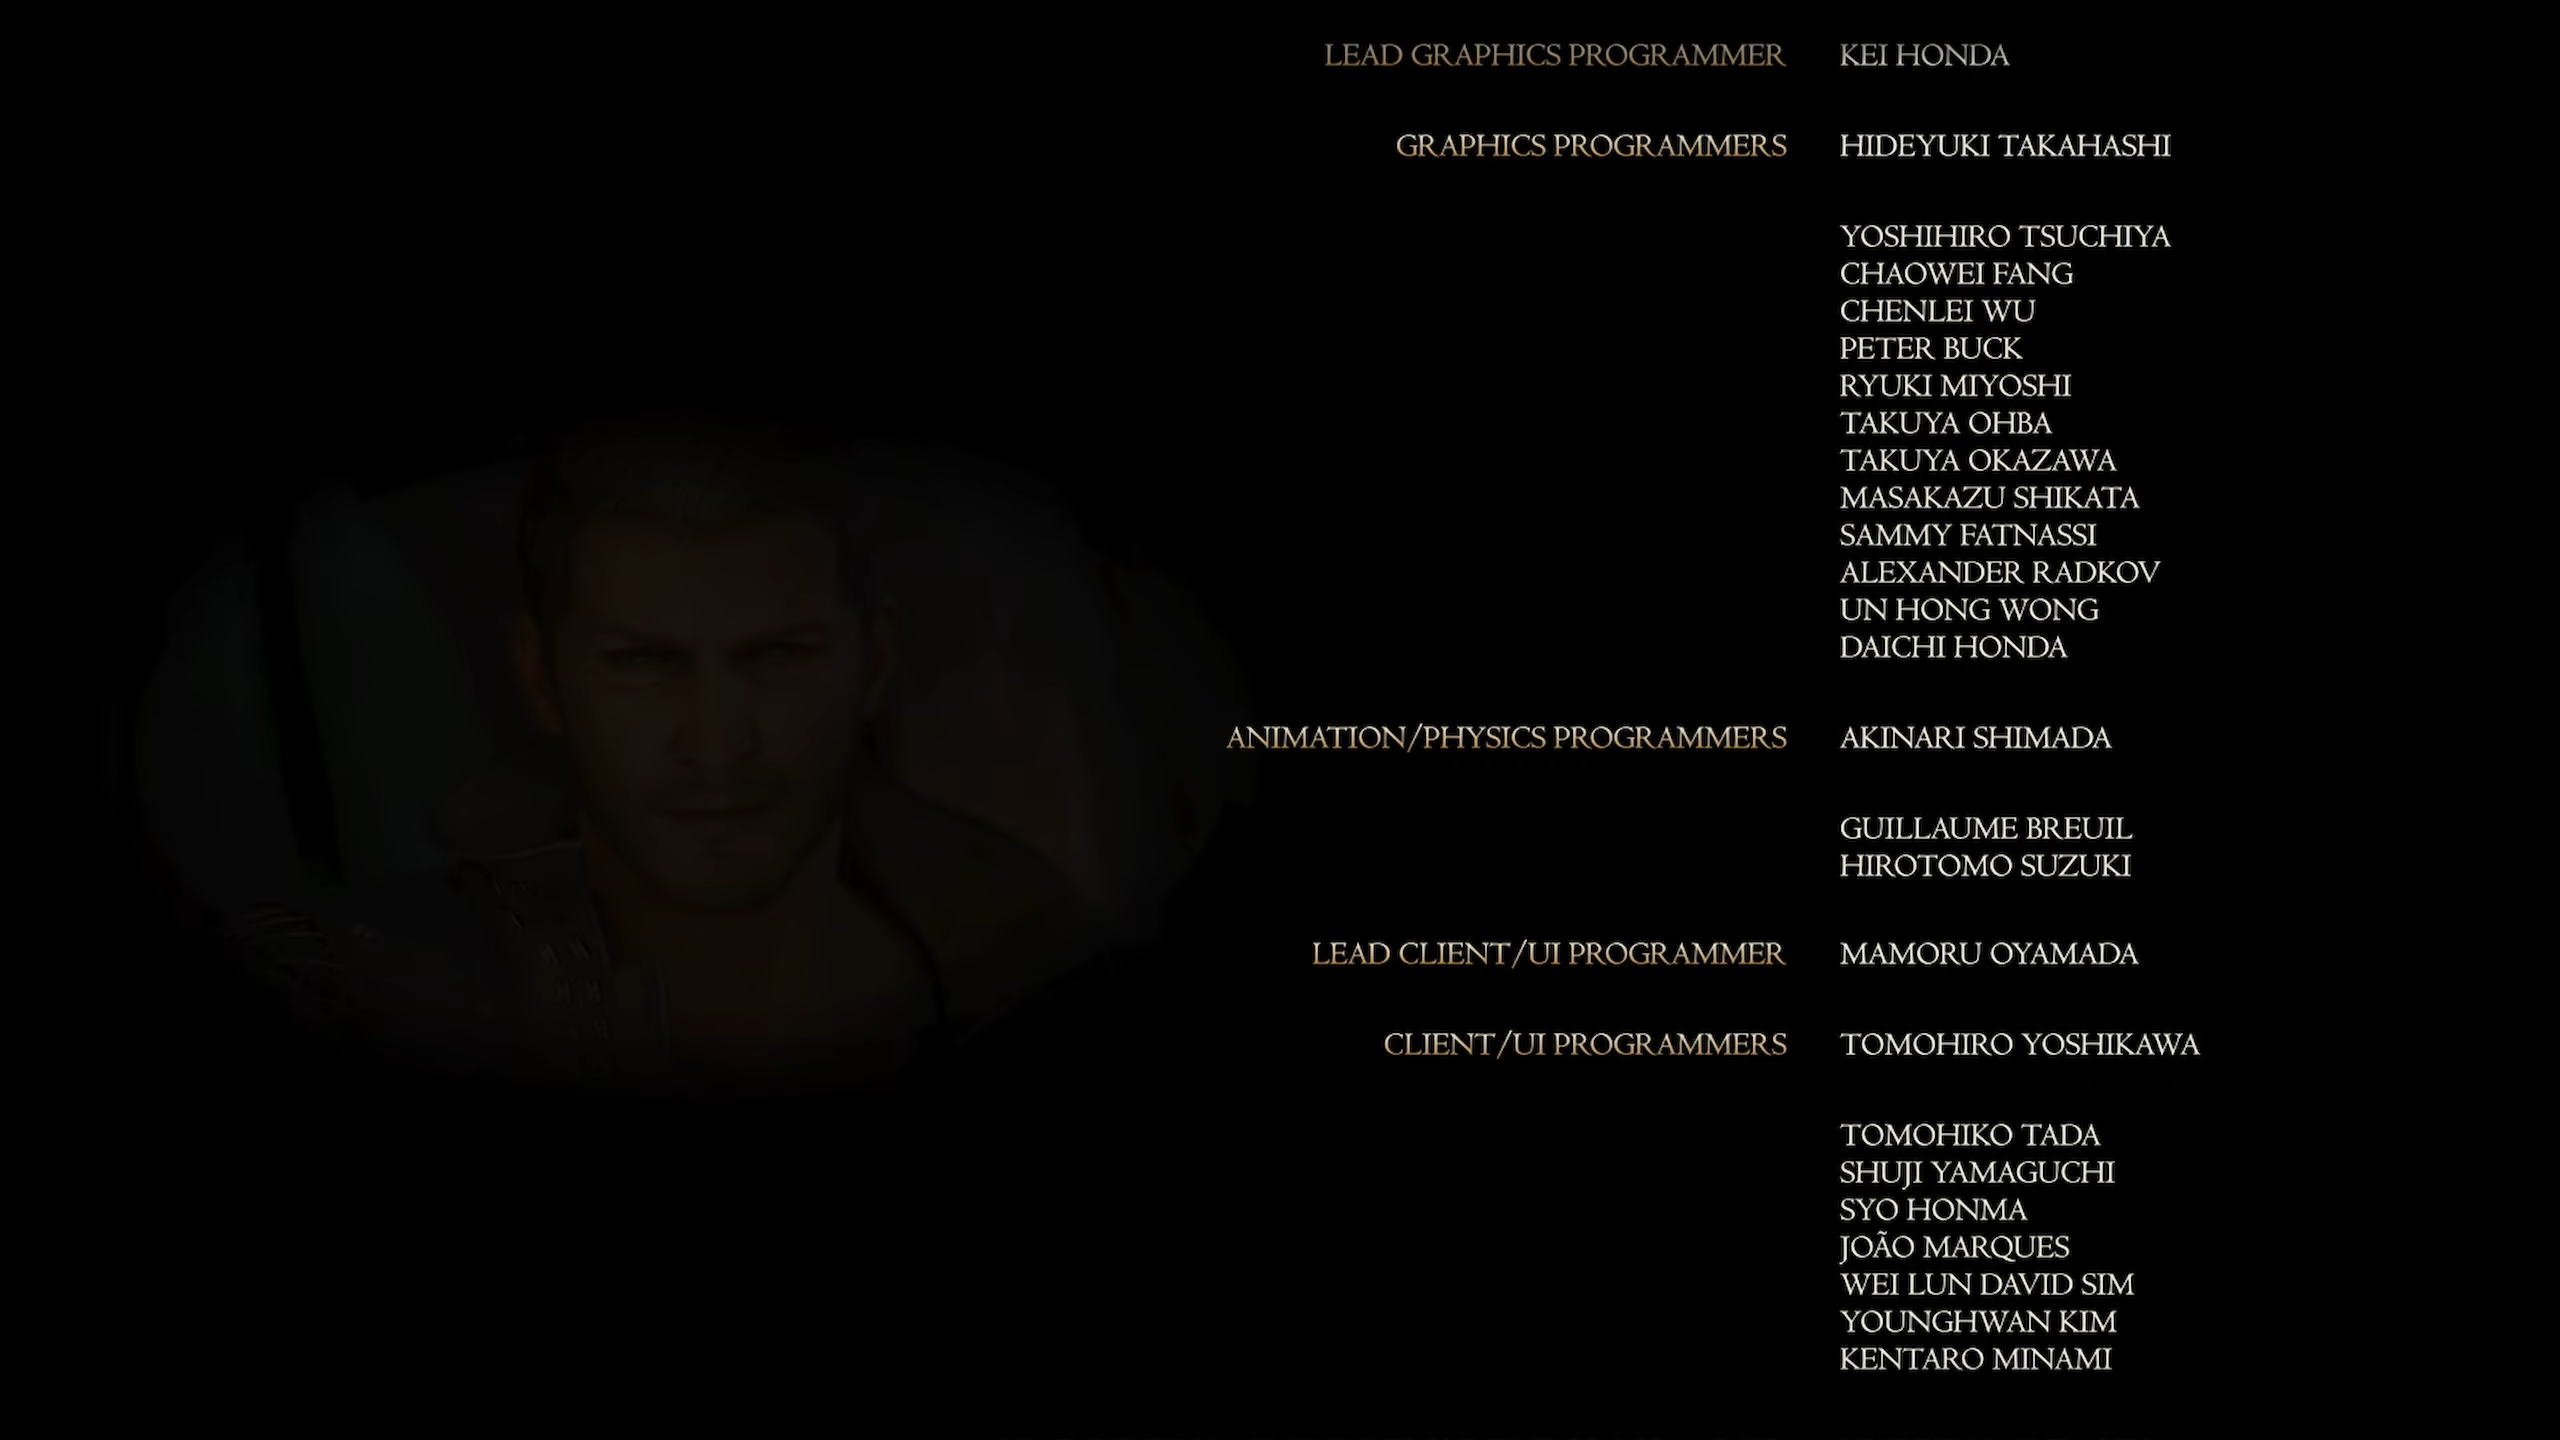 LEAD GRAPHICS PROGRAMMER KEI HONDA
GRAPHICS PROGRAMMERS HIDEYUKI TAKAHASHI
YOSHIHIRO TSUCHIYA
CHAOWEI FANG
CHENLEI WU
PETER BUCK
RYUKI MIYOSHI
TAKUYA OHBA
TAKUYA OKAZAWA
MASAKAZU SHIKATA
SAMMY FATNASSI
ALEXANDER RADKOV
UN HONG WONG
DAICHI HONDA
ANIMATION/PHYSICS PROGRAMMERS AKINARI SHIMADA
GUILLAUME BREUIL
HIROTOMO SUZUKI
LEAD CLIENT/UI PROGRAMMER MAMORU OYAMADA
CLIENT/UI PROGRAMMERS TOMOHIRO YOSHIKAWA
TOMOHIKO TADA
SHUJI YAMAGUCHI
SYO HONMA
JOÃO MARQUES
WEI LUN DAVID SIM
YOUNGHWAN KIM
KENTARO MINAMI